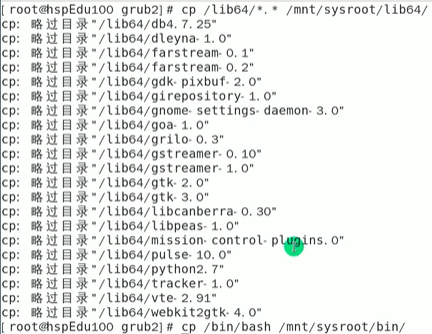 [ root@hspEdu100 grub2]# cp /lib64/*.* /mnt/sysroot/lib64/
cp: 略过目录"/lib64/db4.7.25"
cp: 略过目录"/lib64/dleyna-1.0"
cp: 略过目录"/lib64/farstream-0.1"
cp: 略过目录"/lib64/farstream-0.2"
cp: 略过目录"/lib64/gdk-pixbuf-2.0"
cp: 略过目录"/lib64/girepository-1.0"
cp: 略过目录"/lib64/gnome-settings-daemon-3.0"
cp: 略过目录"/lib64/goa-1.0"
cp: 略过目录"/lib64/grilo-0.3"
cp: 略过目录"/lib64/gstreamer-0.10"
cp: 略过目录"/lib64/gstreamer-1.0"
cp: 略过目录"/lib64/gtk-2.0"
cp: 略过目录"/lib64/gtk-3.0"
cp: 略过目录"/lib64/libcanberra-0.30"
cp: 略过目录"/lib64/libpeas-1.0"
cp: 略过目录"/lib64/mission-control-plugins.0"
cp: 略过目录"/lib64/pulse-10.0"
cp: 略过目录"/lib64/python2.7"
cp: 略过目录"/lib64/tracker-1.0"
cp: 略过目录"/lib64/vte-2.91"
cp: 略过目录"/lib64/webkit2gtk-4.0"
[ root@hspEdu100 grub2]# cp /bin/bash /mnt/sysroot/bin/